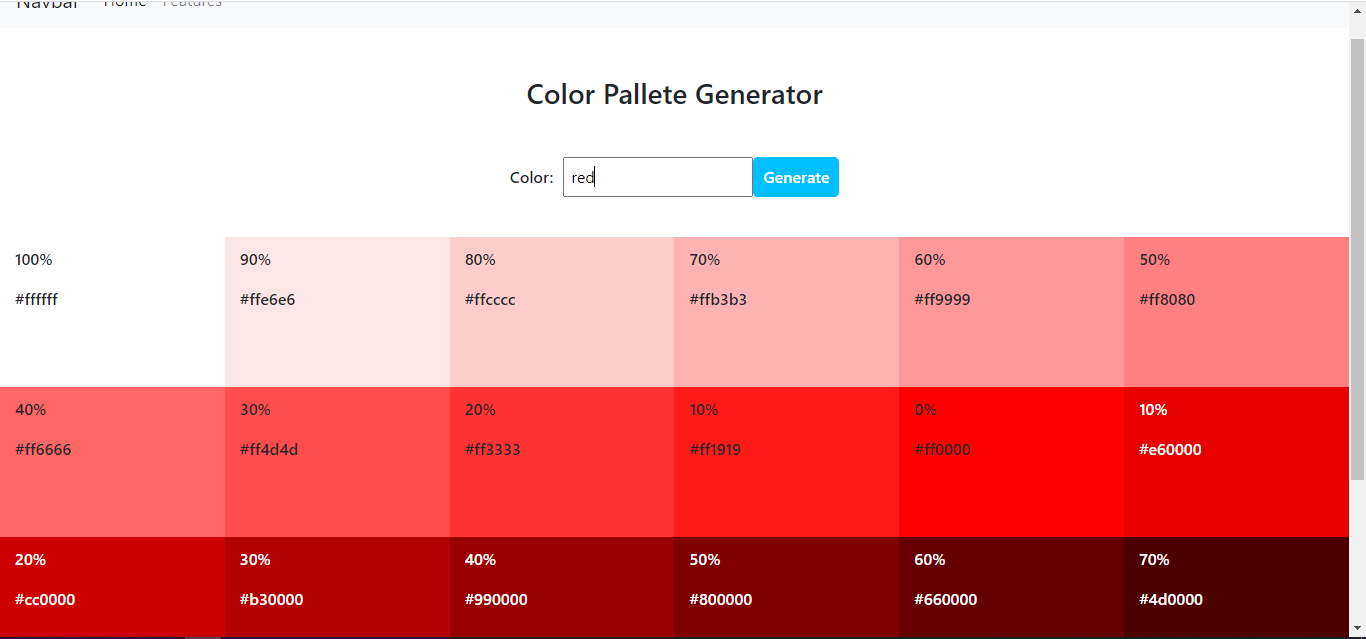 Navbar Home Features
Color Pallete Generator
Color: red Generate
100% 90% 80% 70% 60% 50%
#ffffff #ffe6e6 #ffcccc #ffb3b3 #ff9999 #ff8080
40% 30% 20% 10% 0% 10%
#ff6666 #ff4d4d #ff3333 #ff1919 #ff0000 #e60000
20% 30% 40% 50% 60% 70%
#cc0000 #b30000 #990000 #800000 #660000 #4d0000